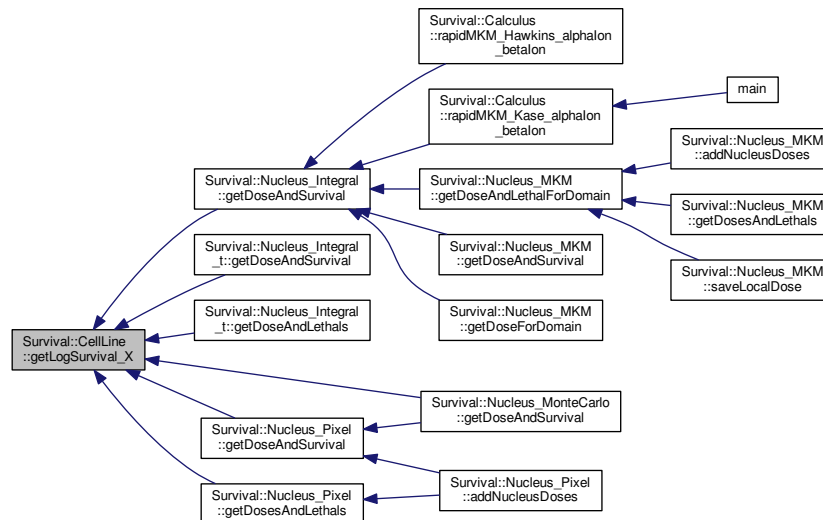 Survival::Calculus
::rapidMKM_Hawkins_alphaIon
_betaIon
Survival::Calculus
::rapidMKM_Kase_alphaIon
_betaIon
main
Survival::Nucleus_Integral
::getDoseAndSurvival
Survival::Nucleus_MKM
::getDoseAndLethalForDomain
Survival::Nucleus_MKM
::addNucleusDoses
Survival::Nucleus_MKM
::getDosesAndLethals
Survival::Nucleus_MKM
::saveLocalDose
Survival::Nucleus_MKM
::getDoseAndSurvival
Survival::Nucleus_MKM
::getDoseForDomain
Survival::Nucleus_Integral
_t::getDoseAndSurvival
Survival::Nucleus_Integral
_t::getDoseAndLethals
Survival::CellLine
::getLogSurvival_X
Survival::Nucleus_MonteCarlo
::getDoseAndSurvival
Survival::Nucleus_Pixel
::getDoseAndSurvival
Survival::Nucleus_Pixel
::addNucleusDoses
Survival::Nucleus_Pixel
::getDosesAndLethals